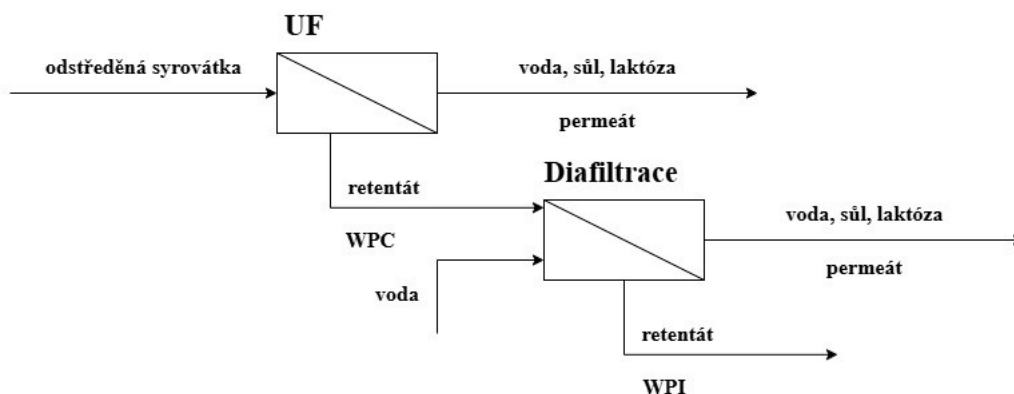 UF
odstředěná syrovátka
voda, sůl, laktóza
permeát
retentát
WPC
Diafiltrace
voda, sůl, laktóza
permeát
voda
retentát
WPI